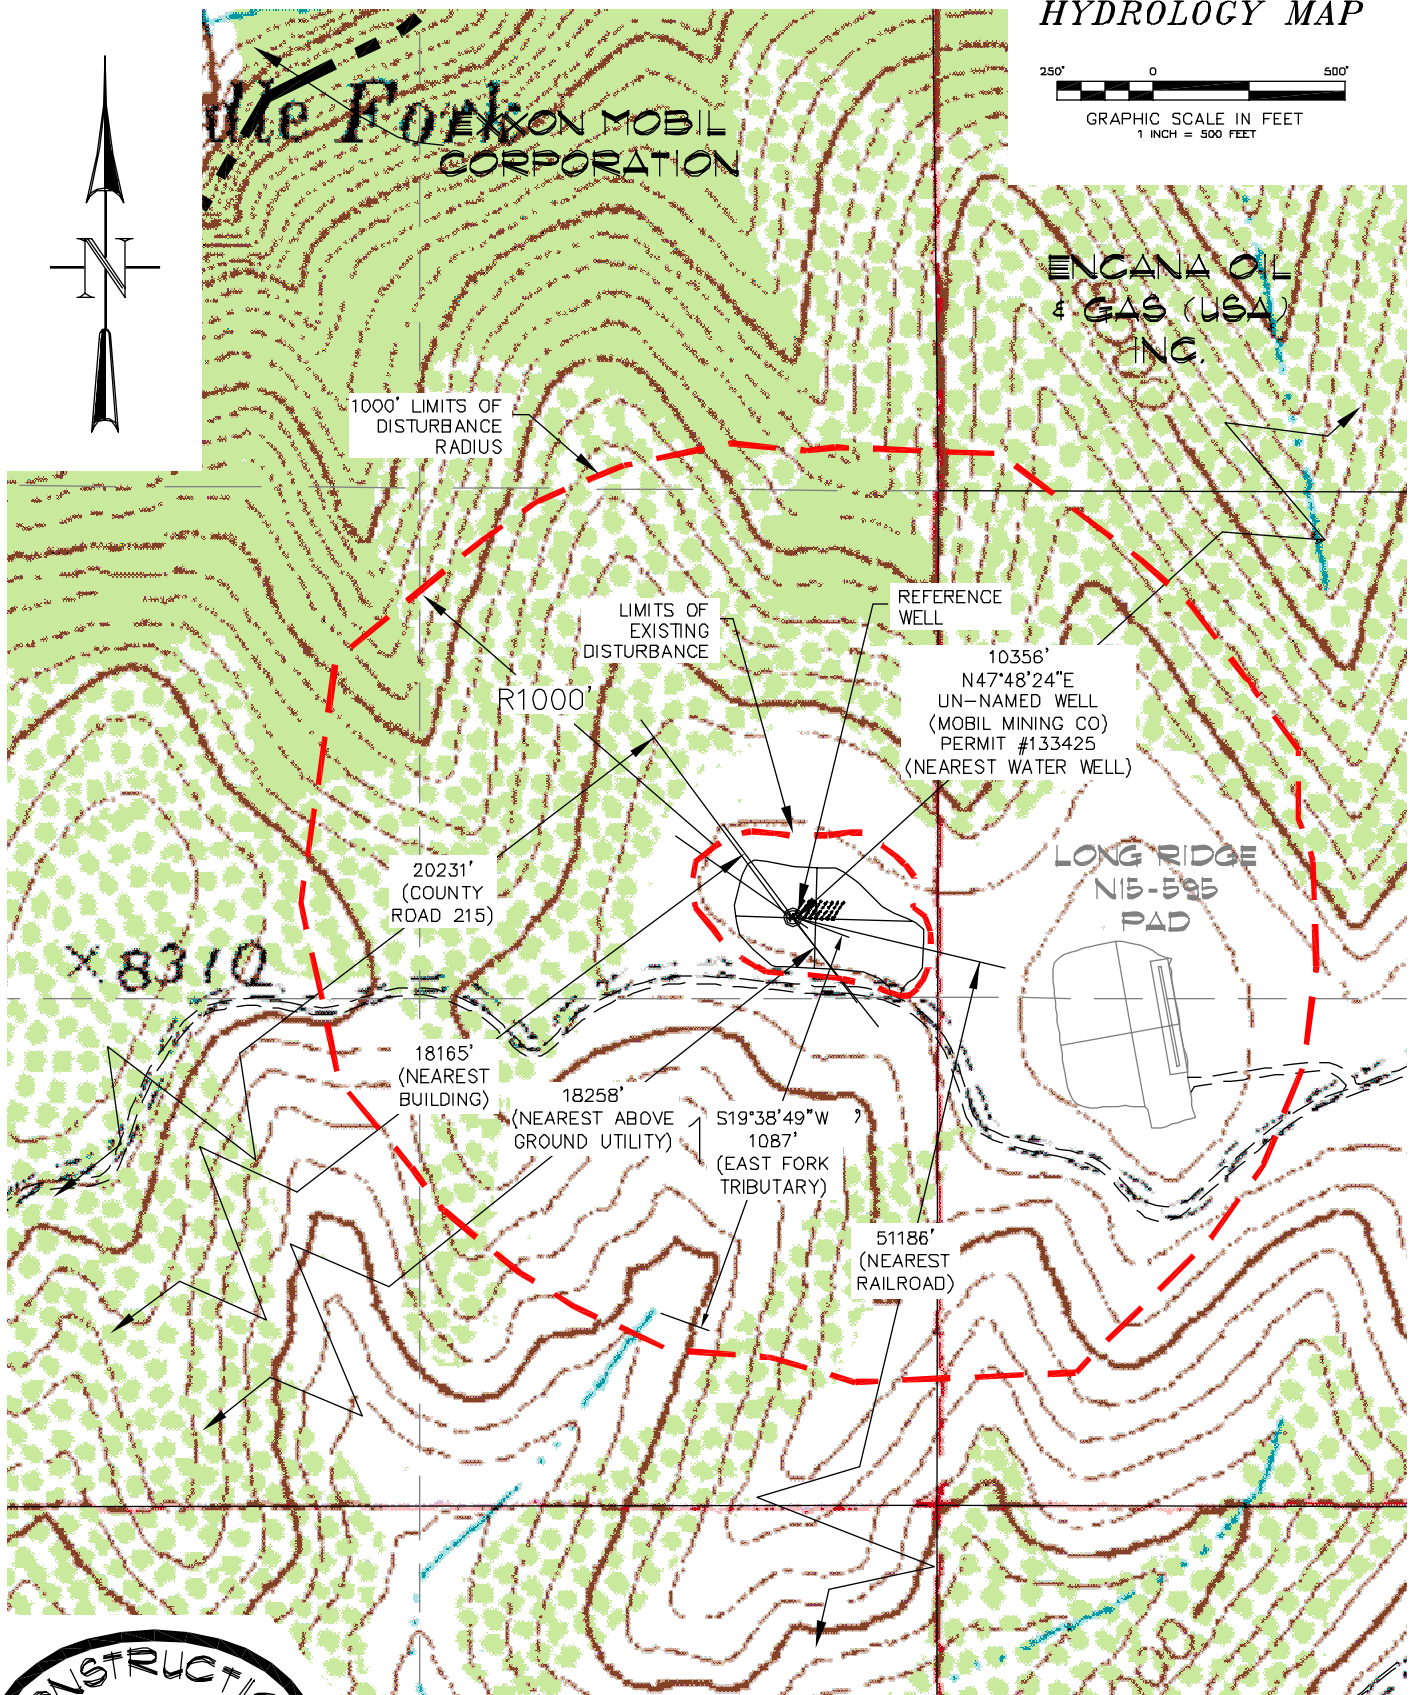 HYDROLOGY MAP
250'
0
500'
GRAPHIC SCALE IN FEET
1 INCH = 500 FEET
N
dle Fork
EXXON MOBIL
CORPORATION
ENCANA OIL
& GAS (USA)
INC.
1000' LIMITS OF
DISTURBANCE
RADIUS
LIMITS OF
EXISTING
DISTURBANCE
REFERENCE
WELL
R1000'
10356'
N47°48'24"E
UN-NAMED WELL
(MOBIL MINING CO)
PERMIT #133425
(NEAREST WATER WELL)
20231'
(COUNTY
ROAD 215)
LONG RIDGE
N15-595
PAD
× 8310
18165'
(NEAREST
BUILDING)
18258'
(NEAREST ABOVE
GROUND UTILITY)
S19°38'49"W
1087'
(EAST FORK
TRIBUTARY)
51186'
(NEAREST
RAILROAD)